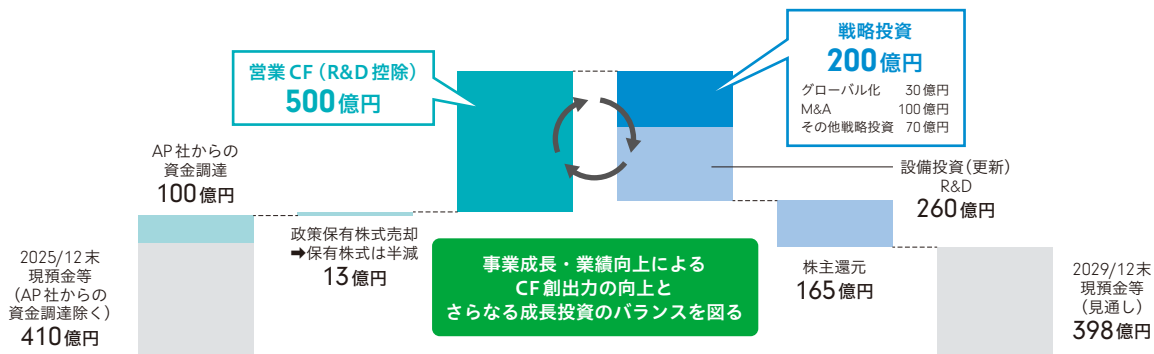 2025/12末
現預金等
(AP社からの
資金調達除く)
410億円
AP社からの
資金調達
100億円
政策保有株式売却
➡保有株式は半減
13億円
営業CF(R&D控除)
500億円
戦略投資
200億円
グローバル化 30億円
M&A 100億円
その他戦略投資 70億円
設備投資(更新)
R&D
260億円
株主還元
165億円
2029/12末
現預金等
(見通し)
398億円
事業成長・業績向上による
CF創出力の向上と
さらなる成長投資のバランスを図る